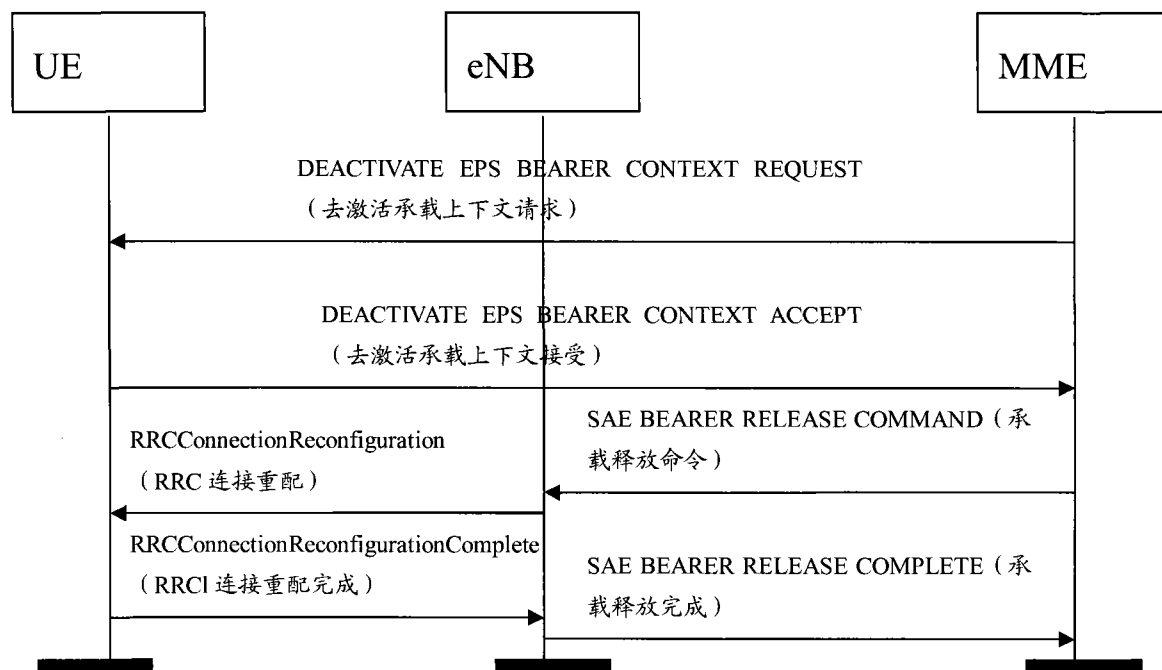 UE
eNB
MME
DEACTIVATE EPS BEARER CONTEXT REQUEST
（去激活承载上下文请求）
DEACTIVATE EPS BEARER CONTEXT ACCEPT
（去激活承载上下文接受）
SAE BEARER RELEASE COMMAND（承
载释放命令）
RRCConnectionReconfiguration
（RRC 连接重配）
RRCConnectionReconfigurationComplete
（RRCl 连接重配完成）
SAE BEARER RELEASE COMPLETE（承
载释放完成）